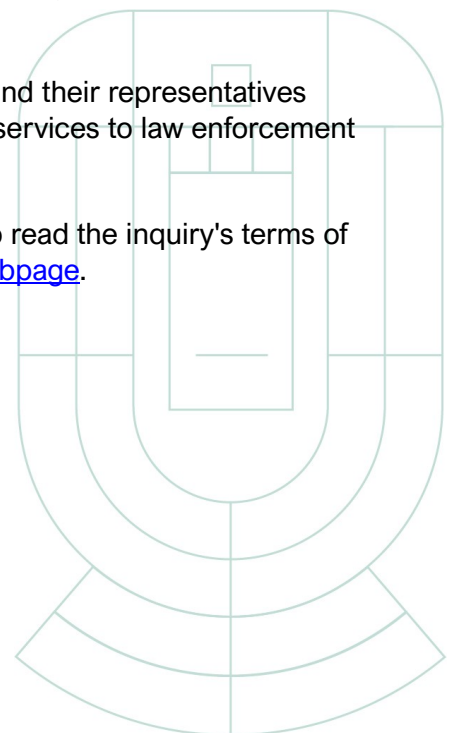 nd their representatives
services to law enforcement
read the inquiry's terms of
bpage.